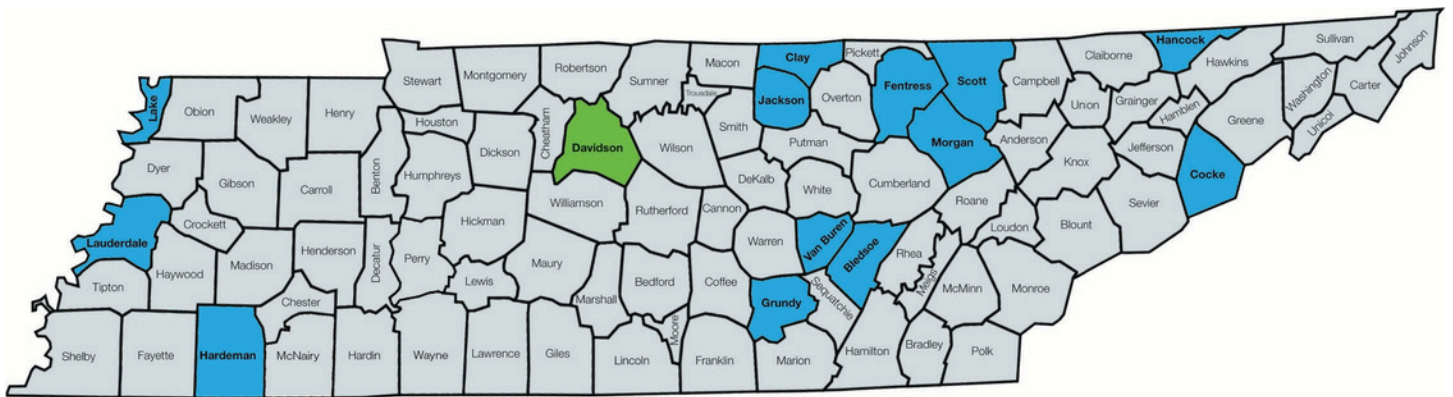 Lake
Obion
Weakley
Henry
Stewart
Montgomery
Robertson
Sumner
Macon
Trousdale
Clay
Pickett
Fentress
Scott
Campbell
Claiborne
Hancock
Hawkins
Sullivan
Johnson
Houston
Cheatham
Jackson
Overton
Union
Grainger
Hamblen
Greene
Washington
Carter
Unicoi
Dyer
Gibson
Carroll
Benton
Humphreys
Dickson
Davidson
Wilson
Smith
Putman
Morgan
Anderson
Knox
Jefferson
Cocke
DeKalb
White
Cumberland
Roane
Loudon
Blount
Sevier
Lauderdale
Crockett
Williamson
Rutherford
Cannon
Hickman
Warren
Van Buren
Bledsoe
Rhea
Meigs
Tipton
Haywood
Madison
Henderson
Decatur
Perry
Lewis
Maury
Marshall
Bedford
Coffee
Grundy
Sequatchie
McMinn
Monroe
Chester
Shelby
Fayette
Hardeman
McNairy
Hardin
Wayne
Lawrence
Giles
Lincoln
Moore
Franklin
Marion
Hamilton
Bradley
Polk